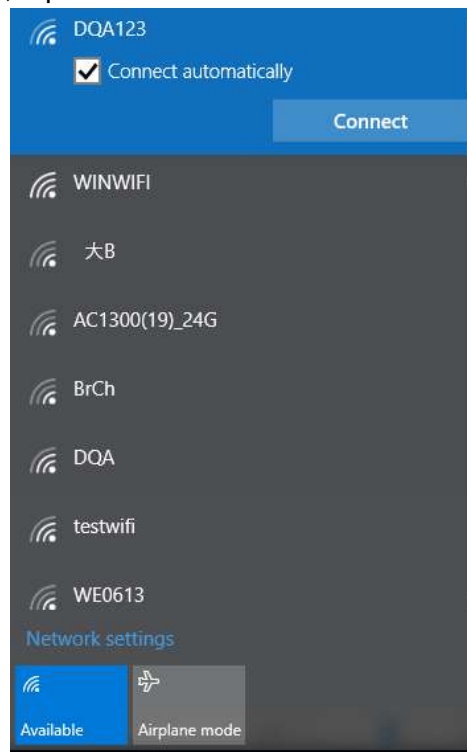 DQA123
Connect automatically
Connect
WINWIFI
大B
AC1300(19)_24G
BrCh
DQA
testwifi
WE0613
Network settings
Available
Airplane mode